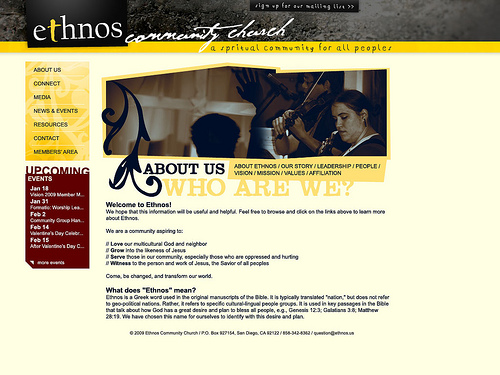 sign up for our mailing list >>
ethnos community church
a spritual community for all peoples
ABOUT US
CONNECT
MEDIA
NEWS & EVENTS
RESOURCES
CONTACT
MEMBERS' AREA
UPCOMING
EVENTS
Jan 18
Vision 2009 Member M...
Jan 31
Formatio: Worship Lea...
Feb 2
Community Group Han...
Feb 14
Valentine's Day Celebr...
Feb 15
After Valentine's Day C...
more events
ABOUT US
ABOUT ETHNOS / OUR STORY / LEADERSHIP / PEOPLE /
VISION / MISSION / VALUES / AFFILIATION
WHO ARE WE?
Welcome to Ethnos!
We hope that this information will be useful and helpful. Feel free to browse and click on the links above to learn more
about Ethnos.
We are a community aspiring to:
// Love our multicultural God and neighbor
// Grow into the likeness of Jesus
// Serve those in our community, especially those who are oppressed and hurting
// Witness to the person and work of Jesus, the Savior of all peoples
Come, be changed, and transform our world.
What does "Ethnos" mean?
Ethnos is a Greek word used in the original manuscripts of the Bible. It is typically translated "nation," but does not refer
to geo-political nations. Rather, it refers to specific cultural-lingual people groups. It is used in key passages in the Bible
that talk about how God has a great desire and plan to bless all people, e.g., Genesis 12:3; Galatians 3:8; Matthew
28:19. We have chosen this name for ourselves to identify with this desire and plan.
© 2009 Ethnos Community Church / P.O. Box 927154, San Diego, CA 92122 / 858-342-8362 / question@ethnos.us